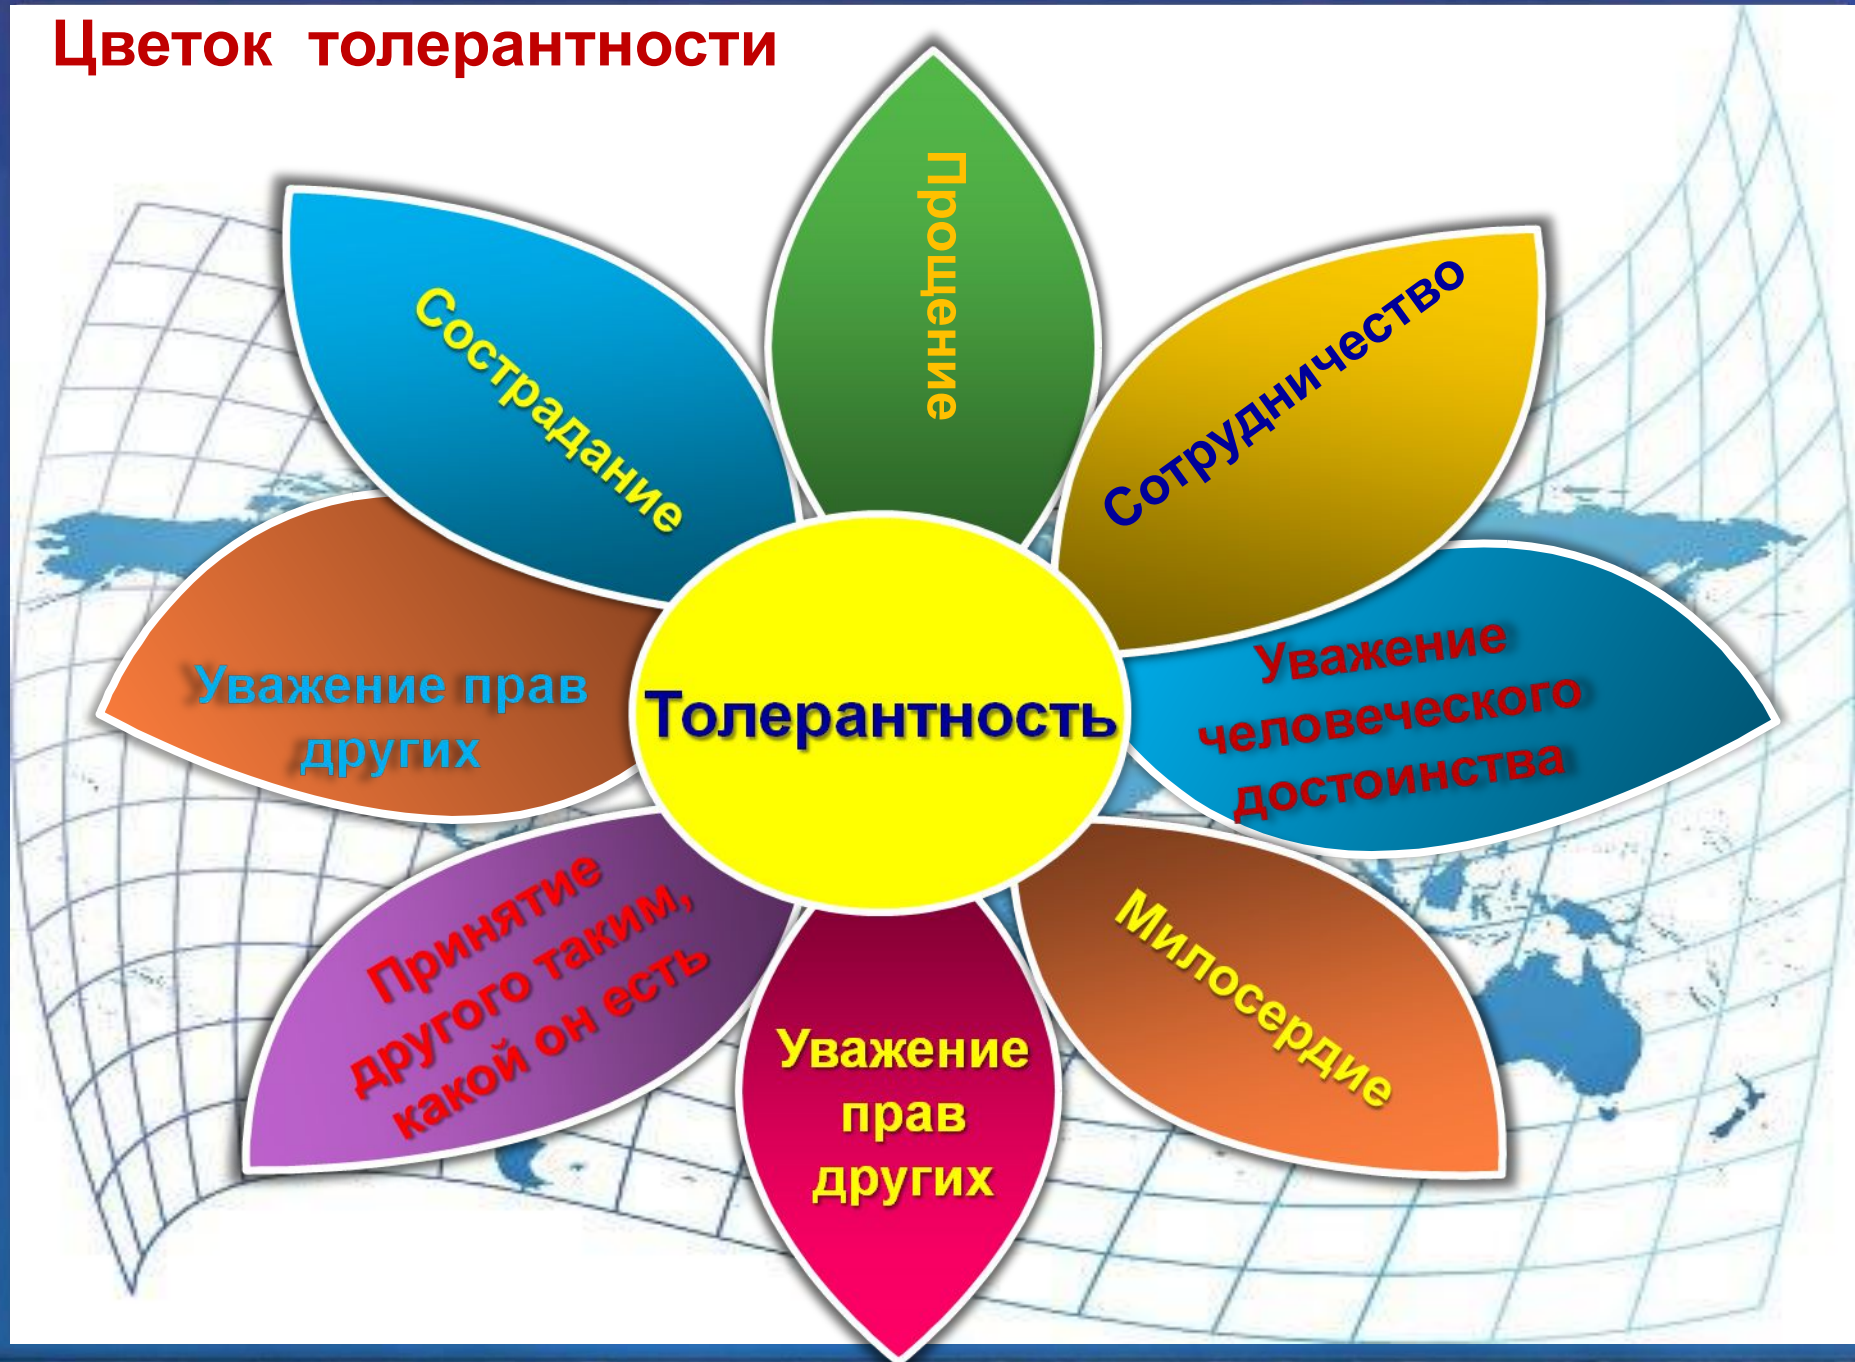 Цветок толерантности
Прощение
Сострадание
Сотрудничество
Уважение прав
других
Толерантность
Уважение
человеческого
достоинства
Принятие
другого таким,
какой он есть
Милосердие
Уважение
прав
других